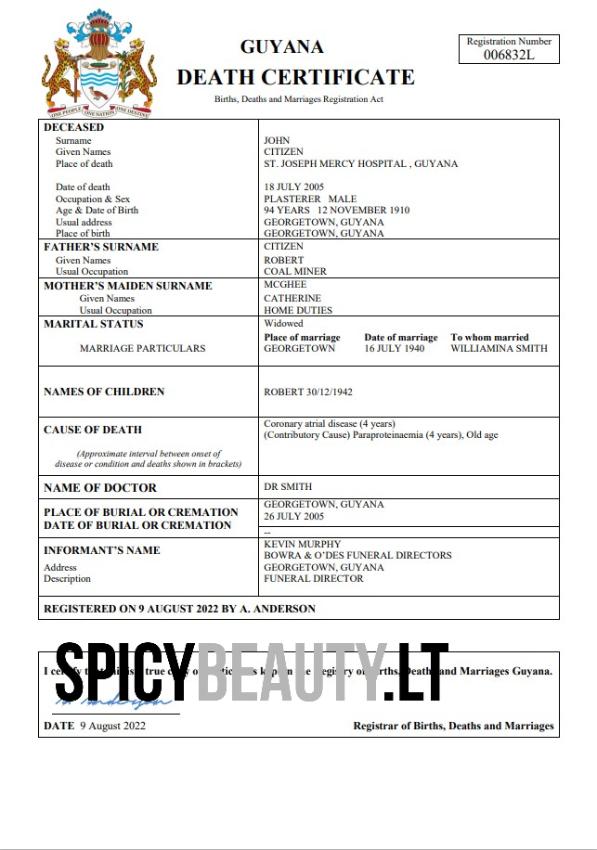 GUYANA
DEATH CERTIFICATE
Births, Deaths and Marriages Registration Act
Registration Number
006832L
ONE PEOPLE ONE NATION ONE DESTINY
DECEASED
Surname JOHN
Given Names CITIZEN
Place of death ST. JOSEPH MERCY HOSPITAL , GUYANA
Date of death 18 JULY 2005
Occupation & Sex PLASTERER MALE
Age & Date of Birth 94 YEARS 12 NOVEMBER 1910
Usual address GEORGETOWN, GUYANA
Place of birth GEORGETOWN, GUYANA
FATHER'S SURNAME CITIZEN
Given Names ROBERT
Usual Occupation COAL MINER
MOTHER'S MAIDEN SURNAME MCGHEE
Given Names CATHERINE
Usual Occupation HOME DUTIES
MARITAL STATUS Widowed
Place of marriage Date of marriage To whom married
MARRIAGE PARTICULARS GEORGETOWN 16 JULY 1940 WILLIAMINA SMITH
NAMES OF CHILDREN ROBERT 30/12/1942
CAUSE OF DEATH Coronary atrial disease (4 years)
(Contributory Cause) Paraproteinaemia (4 years), Old age
(Approximate interval between onset of
disease or condition and deaths shown in brackets)
NAME OF DOCTOR DR SMITH
PLACE OF BURIAL OR CREMATION GEORGETOWN, GUYANA
DATE OF BURIAL OR CREMATION 26 JULY 2005
--
INFORMANT'S NAME KEVIN MURPHY
BOWRA & O'DES FUNERAL DIRECTORS
Address GEORGETOWN, GUYANA
Description FUNERAL DIRECTOR
REGISTERED ON 9 AUGUST 2022 BY A. ANDERSON
I true Death and Marriages Guyana.
SPICYBEAUTY.LT
DATE 9 August 2022 Registrar of Births, Deaths and Marriages